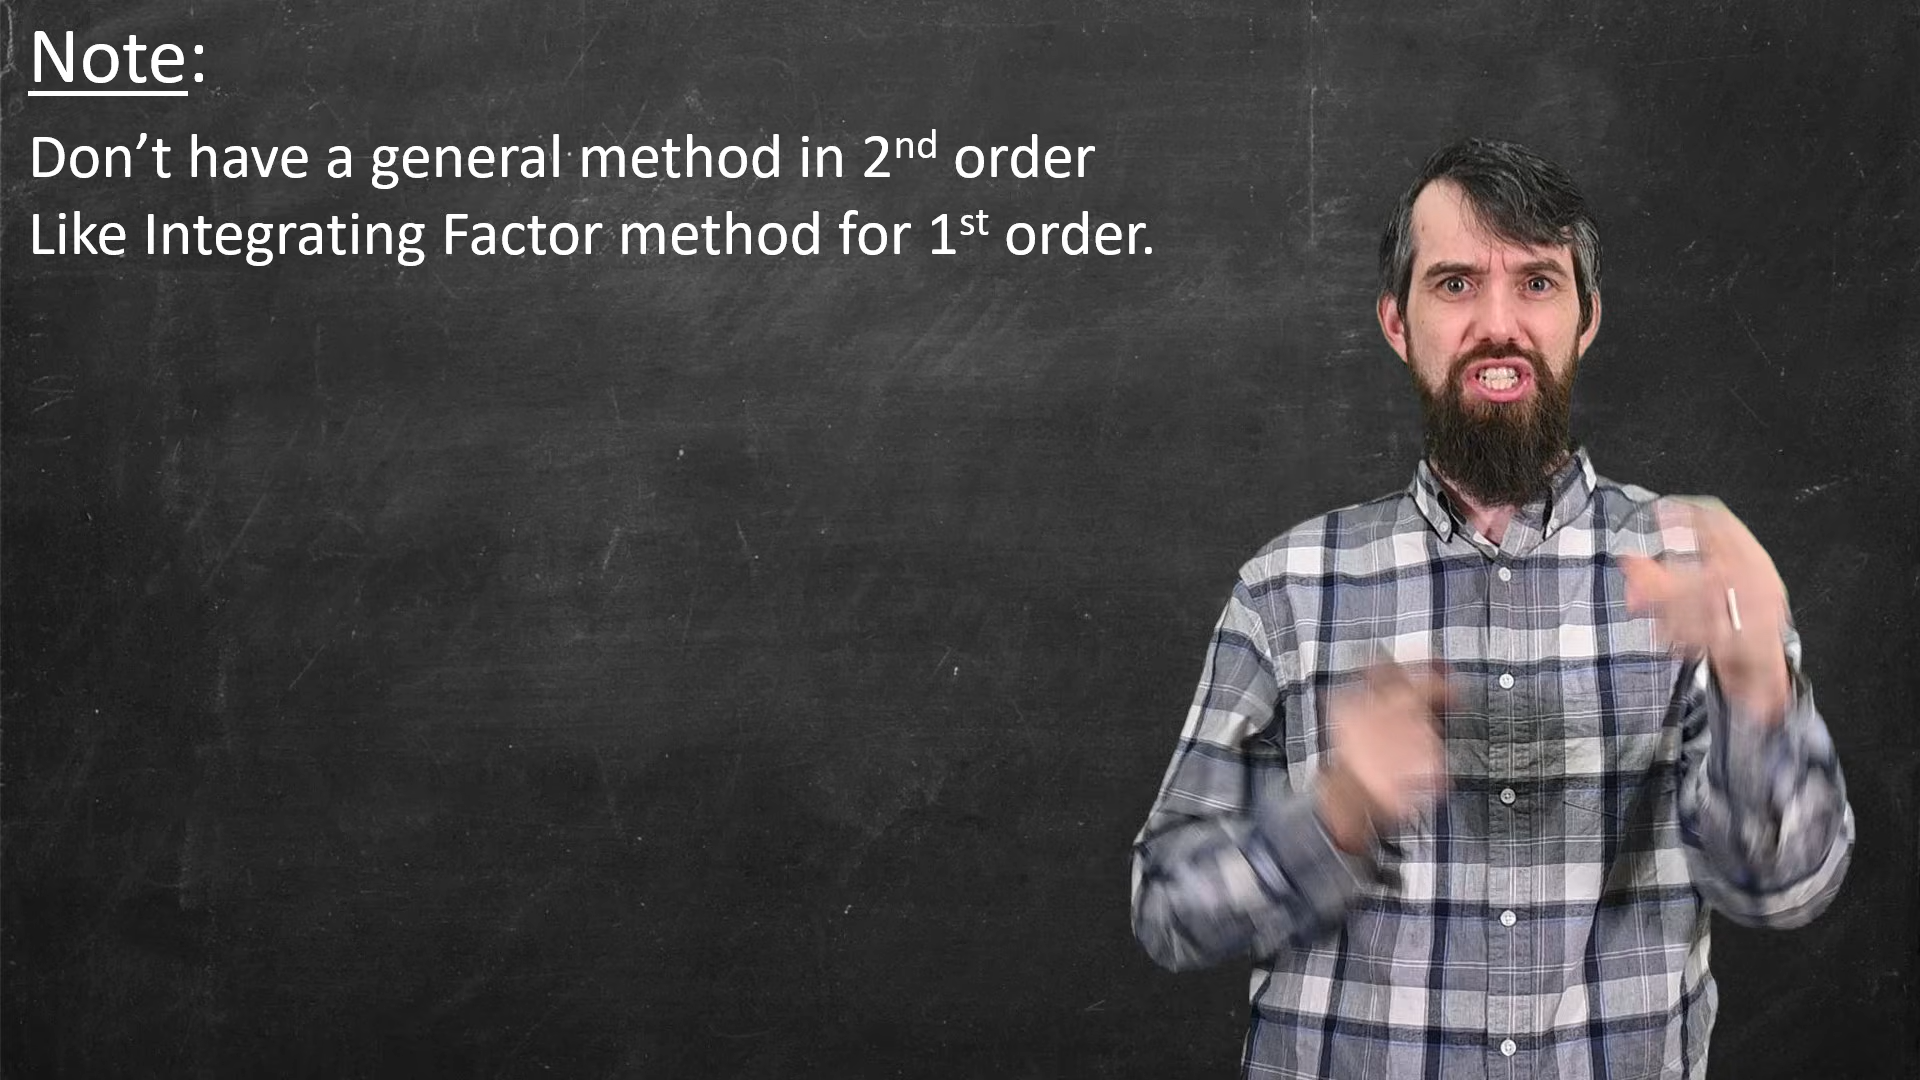 Note:
Don’t have a general method in 2nd order
Like Integrating Factor method for 1st order.